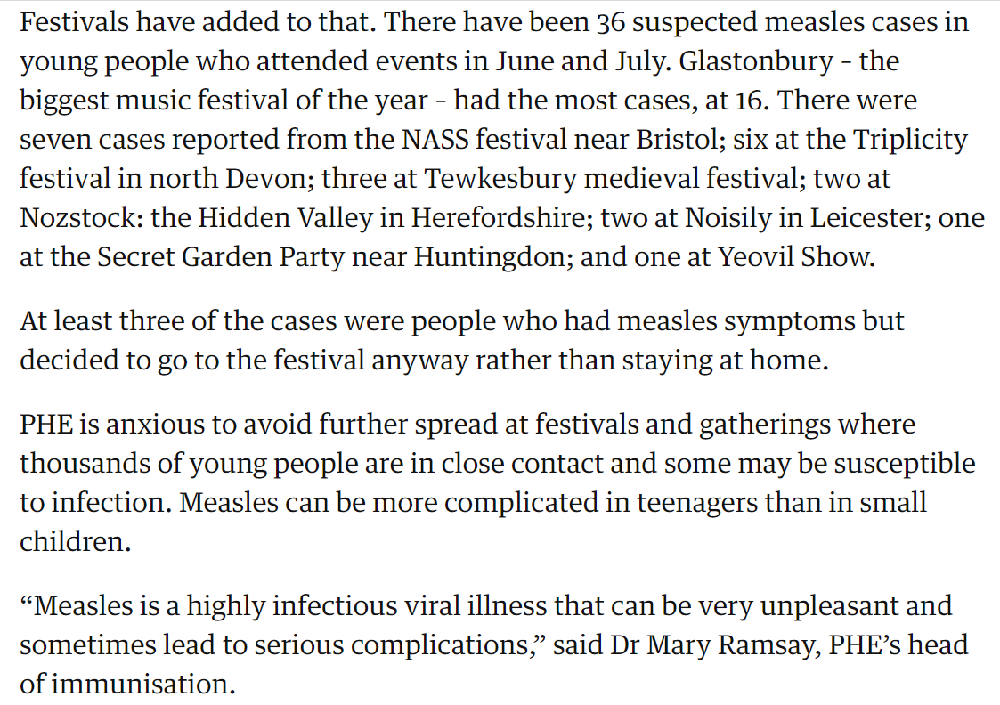 Festivals have added to that. There have been 36 suspected measles cases in
young people who attended events in June and July. Glastonbury – the
biggest music festival of the year – had the most cases, at 16. There were
seven cases reported from the NASS festival near Bristol; six at the Triplicity
festival in north Devon; three at Tewkesbury medieval festival; two at
Nozstock: the Hidden Valley in Herefordshire; two at Noisily in Leicester; one
at the Secret Garden Party near Huntingdon; and one at Yeovil Show.
At least three of the cases were people who had measles symptoms but
decided to go to the festival anyway rather than staying at home.
PHE is anxious to avoid further spread at festivals and gatherings where
thousands of young people are in close contact and some may be susceptible
to infection. Measles can be more complicated in teenagers than in small
children.
“Measles is a highly infectious viral illness that can be very unpleasant and
sometimes lead to serious complications,” said Dr Mary Ramsay, PHE’s head
of immunisation.